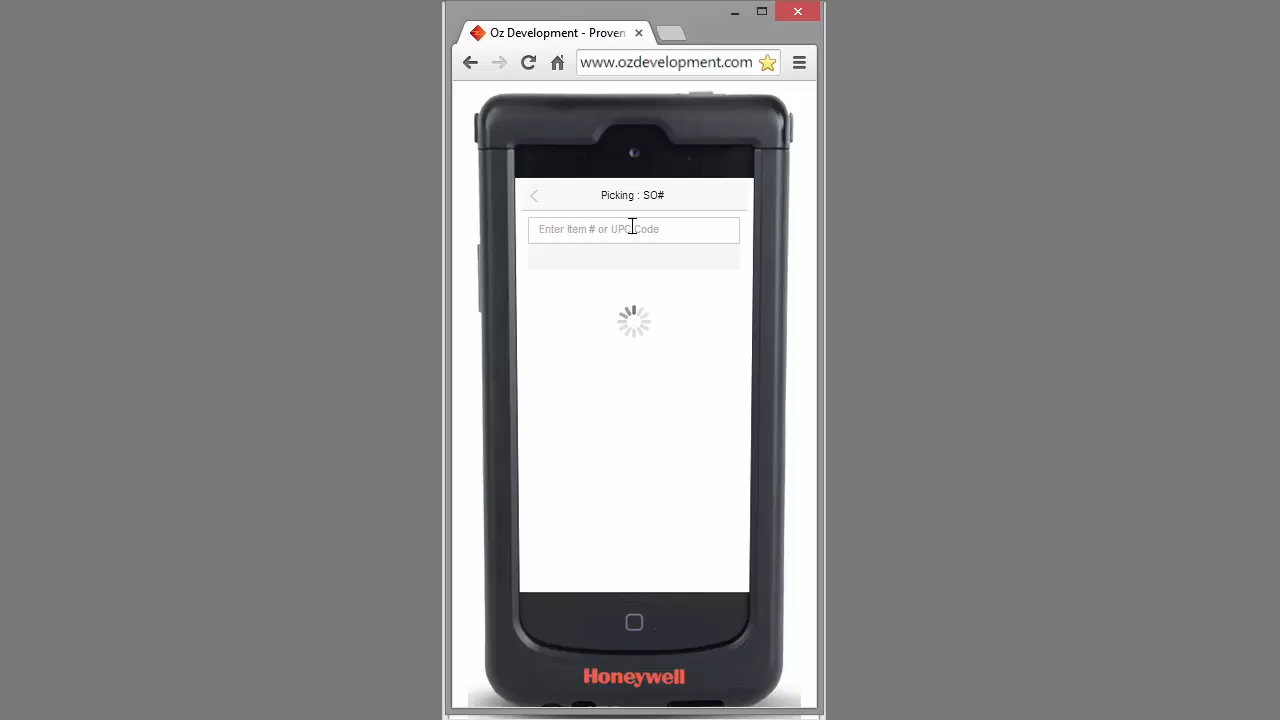 Oz Development - Proven
www.ozdevelopment.com
Picking : SO#
Enter Item # or UPC Code
Honeywell